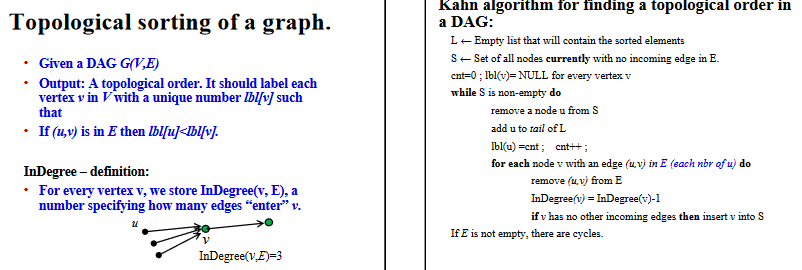 Topological sorting of a graph.
• Given a DAG G(V,E)
• Output: A topological order. It should label each
vertex v in V with a unique number lbl[v] such
that
• If (u,v) is in E then lbl[u]<lbl[v].
InDegree – definition:
• For every vertex v, we store InDegree(v, E), a
number specifying how many edges “enter” v.
u
v
InDegree(v,E)=3
Kahn algorithm for finding a topological order in
a DAG:
L ← Empty list that will contain the sorted elements
S ← Set of all nodes currently with no incoming edge in E.
cnt=0 ; lbl(v)= NULL for every vertex v
while S is non-empty do
remove a node u from S
add u to tail of L
lbl(u) =cnt ; cnt++ ;
for each node v with an edge (u,v) in E (each nbr of u) do
remove (u,v) from E
InDegree(v) = InDegree(v)-1
if v has no other incoming edges then insert v into S
If E is not empty, there are cycles.